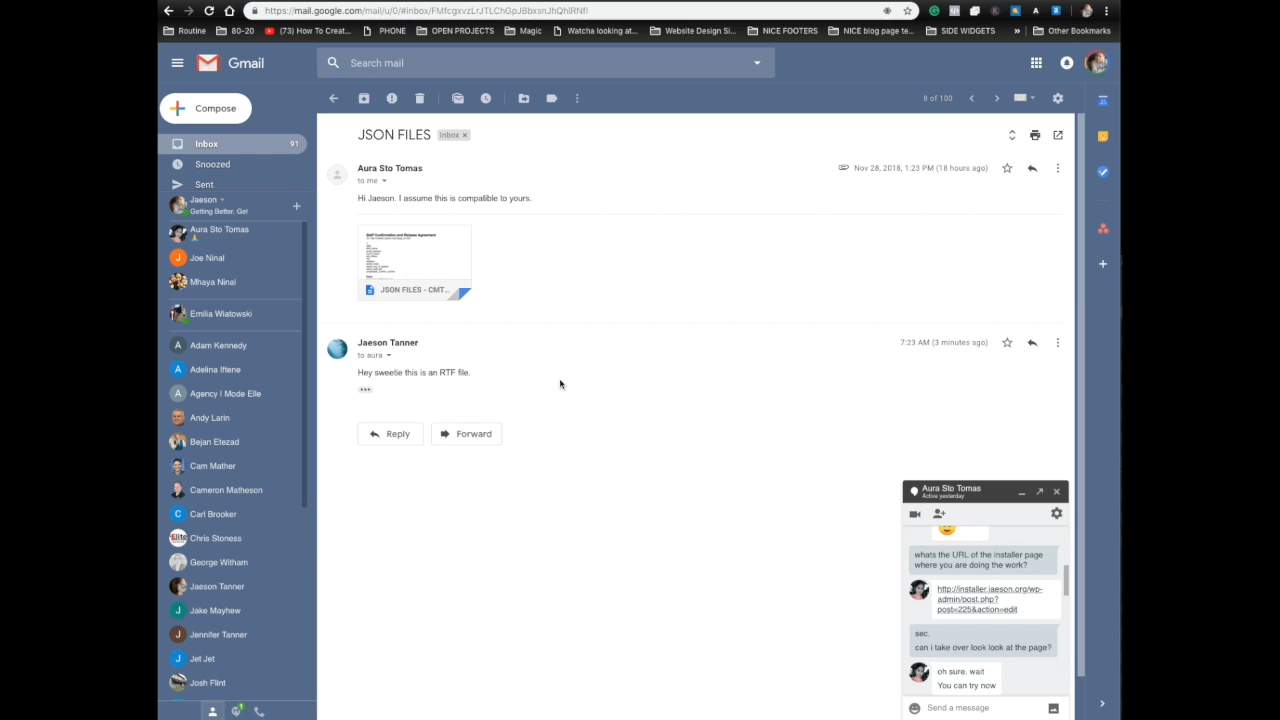 https://mail.google.com/mail/u/0/#inbox/FMfcgxvzLrJTLChGpJBbxsnJhQhlRNfl
Routine
80-20
(73) How To Creat...
PHONE
OPEN PROJECTS
Magic
Watcha looking at...
Website Design Si...
NICE FOOTERS
NICE blog page te...
SIDE WIDGETS
»
Other Bookmarks
Gmail
Search mail
Compose
8 of 100
Inbox 91
Snoozed
Sent
Jaeson
Getting Better. Ge!
Aura Sto Tomas
Joe Ninal
Mhaya Ninal
Emilia Wiatowski
A Adam Kennedy
A Adelina Iftene
A Agency I Mode Elle
Andy Larin
Bejan Etezad
Cam Mather
Cameron Matheson
C Carl Brooker
Chris Stoness
George Witham
Jaeson Tanner
J Jake Mayhew
J Jennifer Tanner
J Jet Jet
Josh Flint
1
JSON FILES
Inbox x
Aura Sto Tomas
Nov 28, 2018, 1:23 PM (18 hours ago)
to me
Hi Jaeson. I assume this is compatible to yours.
Staff Confirmation and Release Agreement
JSON FILES - CMT...
Jaeson Tanner
7:23 AM (3 minutes ago)
to aura
Hey sweetie this is an RTF file.
Reply
Forward
Aura Sto Tomas
Active yesterday
whats the URL of the installer page
where you are doing the work?
http://installer.jaeson.org/wp-
admin/post.php?
post=225&action=edit
sec.
can i take over look look at the page?
oh sure, wait
You can try now
Send a message